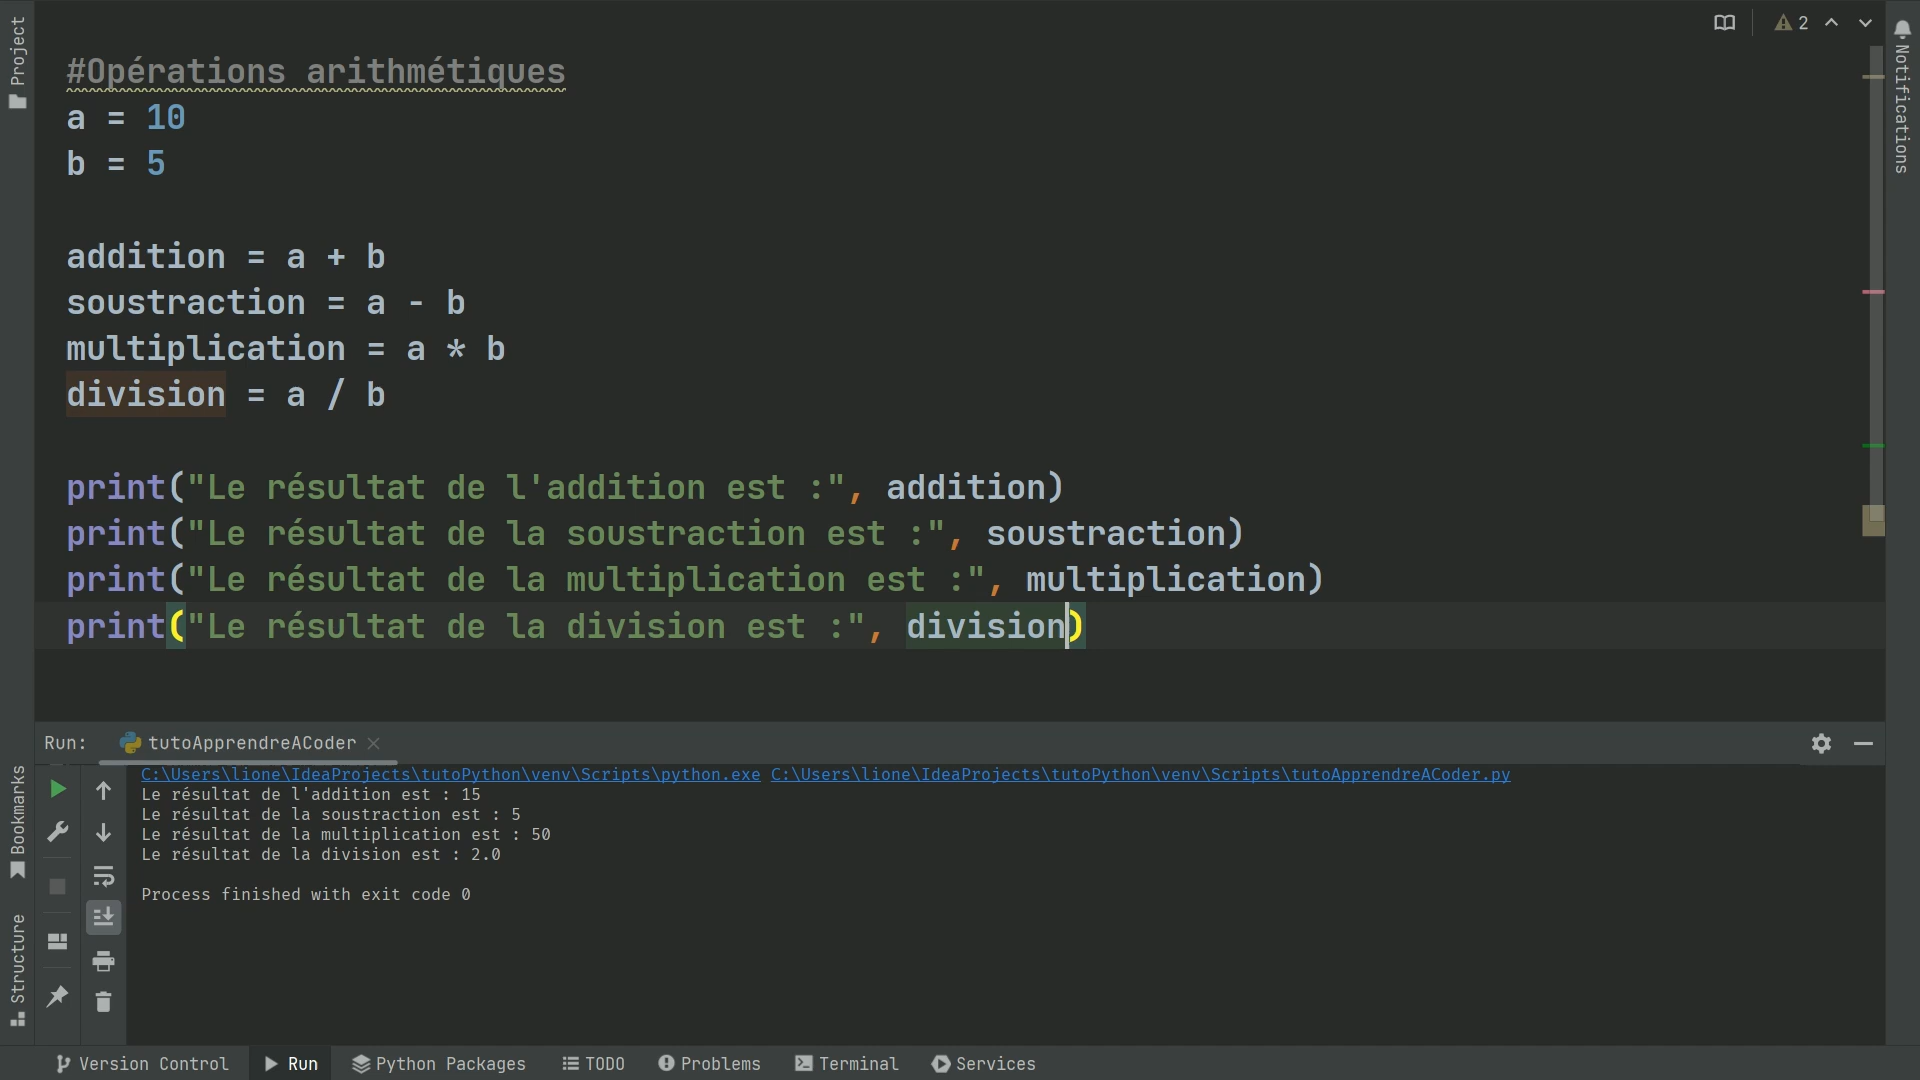 Project
2
Notifications
#Opérations arithmétiques
a = 10
b = 5
addition = a + b
soustraction = a - b
multiplication = a * b
division = a / b
print("Le résultat de l'addition est :", addition)
print("Le résultat de la soustraction est :", soustraction)
print("Le résultat de la multiplication est :", multiplication)
print("Le résultat de la division est :", division)
Run: tutoApprendreACoder
C:\Users\lione\IdeaProjects\tutoPython\venv\Scripts\python.exe C:\Users\lione\IdeaProjects\tutoPython\venv\Scripts\tutoApprendreACoder.py
Le résultat de l'addition est : 15
Le résultat de la soustraction est : 5
Le résultat de la multiplication est : 50
Le résultat de la division est : 2.0
Process finished with exit code 0
Bookmarks
Structure
Version Control Run Python Packages TODO Problems Terminal Services